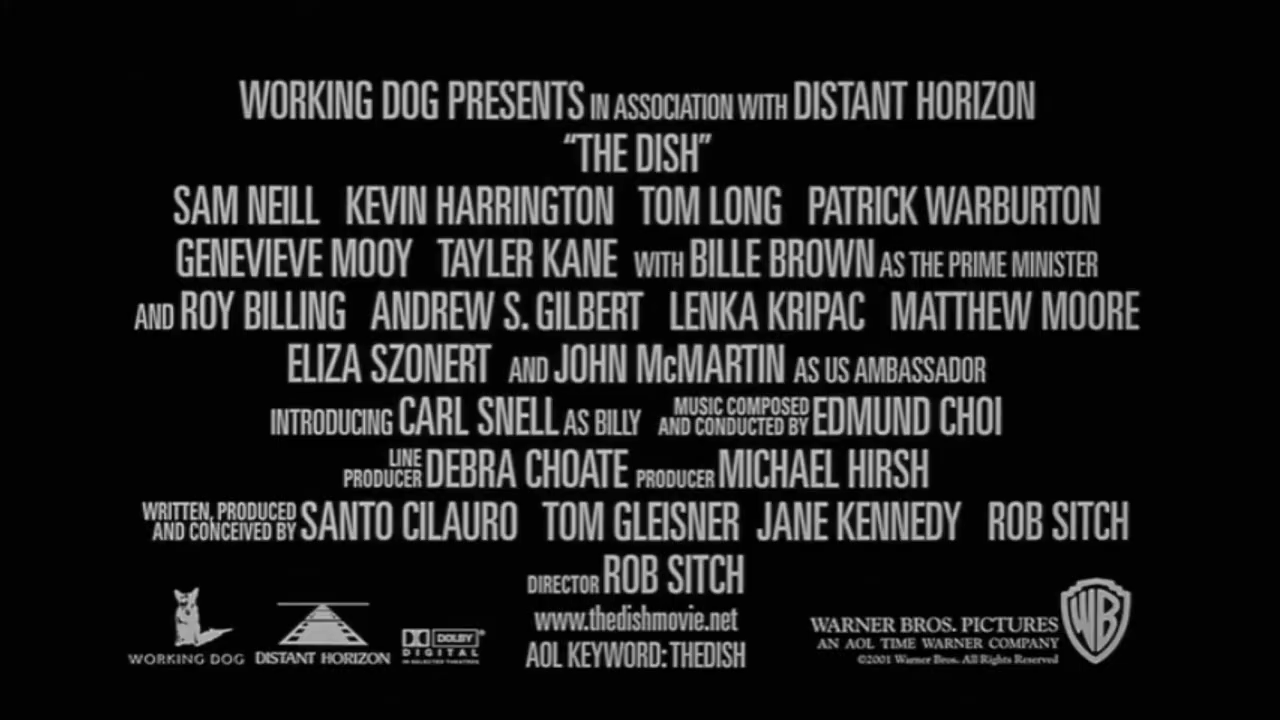 WORKING DOG PRESENTS IN ASSOCIATION WITH DISTANT HORIZON
“THE DISH”
SAM NEILL KEVIN HARRINGTON TOM LONG PATRICK WARBURTON
GENEVIEVE MOOY TAYLER KANE WITH BILLE BROWN AS THE PRIME MINISTER
AND ROY BILLING ANDREW S. GILBERT LENKA KRIPAC MATTHEW MOORE
ELIZA SZONERT AND JOHN McMARTIN AS US AMBASSADOR
INTRODUCING CARL SNELL AS BILLY MUSIC COMPOSED AND CONDUCTED BY EDMUND CHOI
LINE PRODUCER DEBRA CHOATE PRODUCER MICHAEL HIRSH
WRITTEN, PRODUCED AND CONCEIVED BY SANTO CILAURO TOM GLEISNER JANE KENNEDY ROB SITCH
DIRECTOR ROB SITCH
www.thedishmovie.net
AOL KEYWORD: THEDISH
WORKING DOG
DISTANT HORIZON
DOLBY
DIGITAL
IN SELECTED THEATRES
WARNER BROS. PICTURES
AN AOL TIME WARNER COMPANY
©2001 Warner Bros. All Rights Reserved
WB